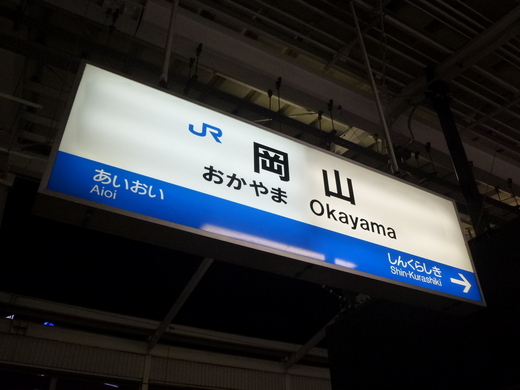 JR 岡山
おかやま Okayama
あいおい
Aioi
しんくらしき
Shin-Kurashiki